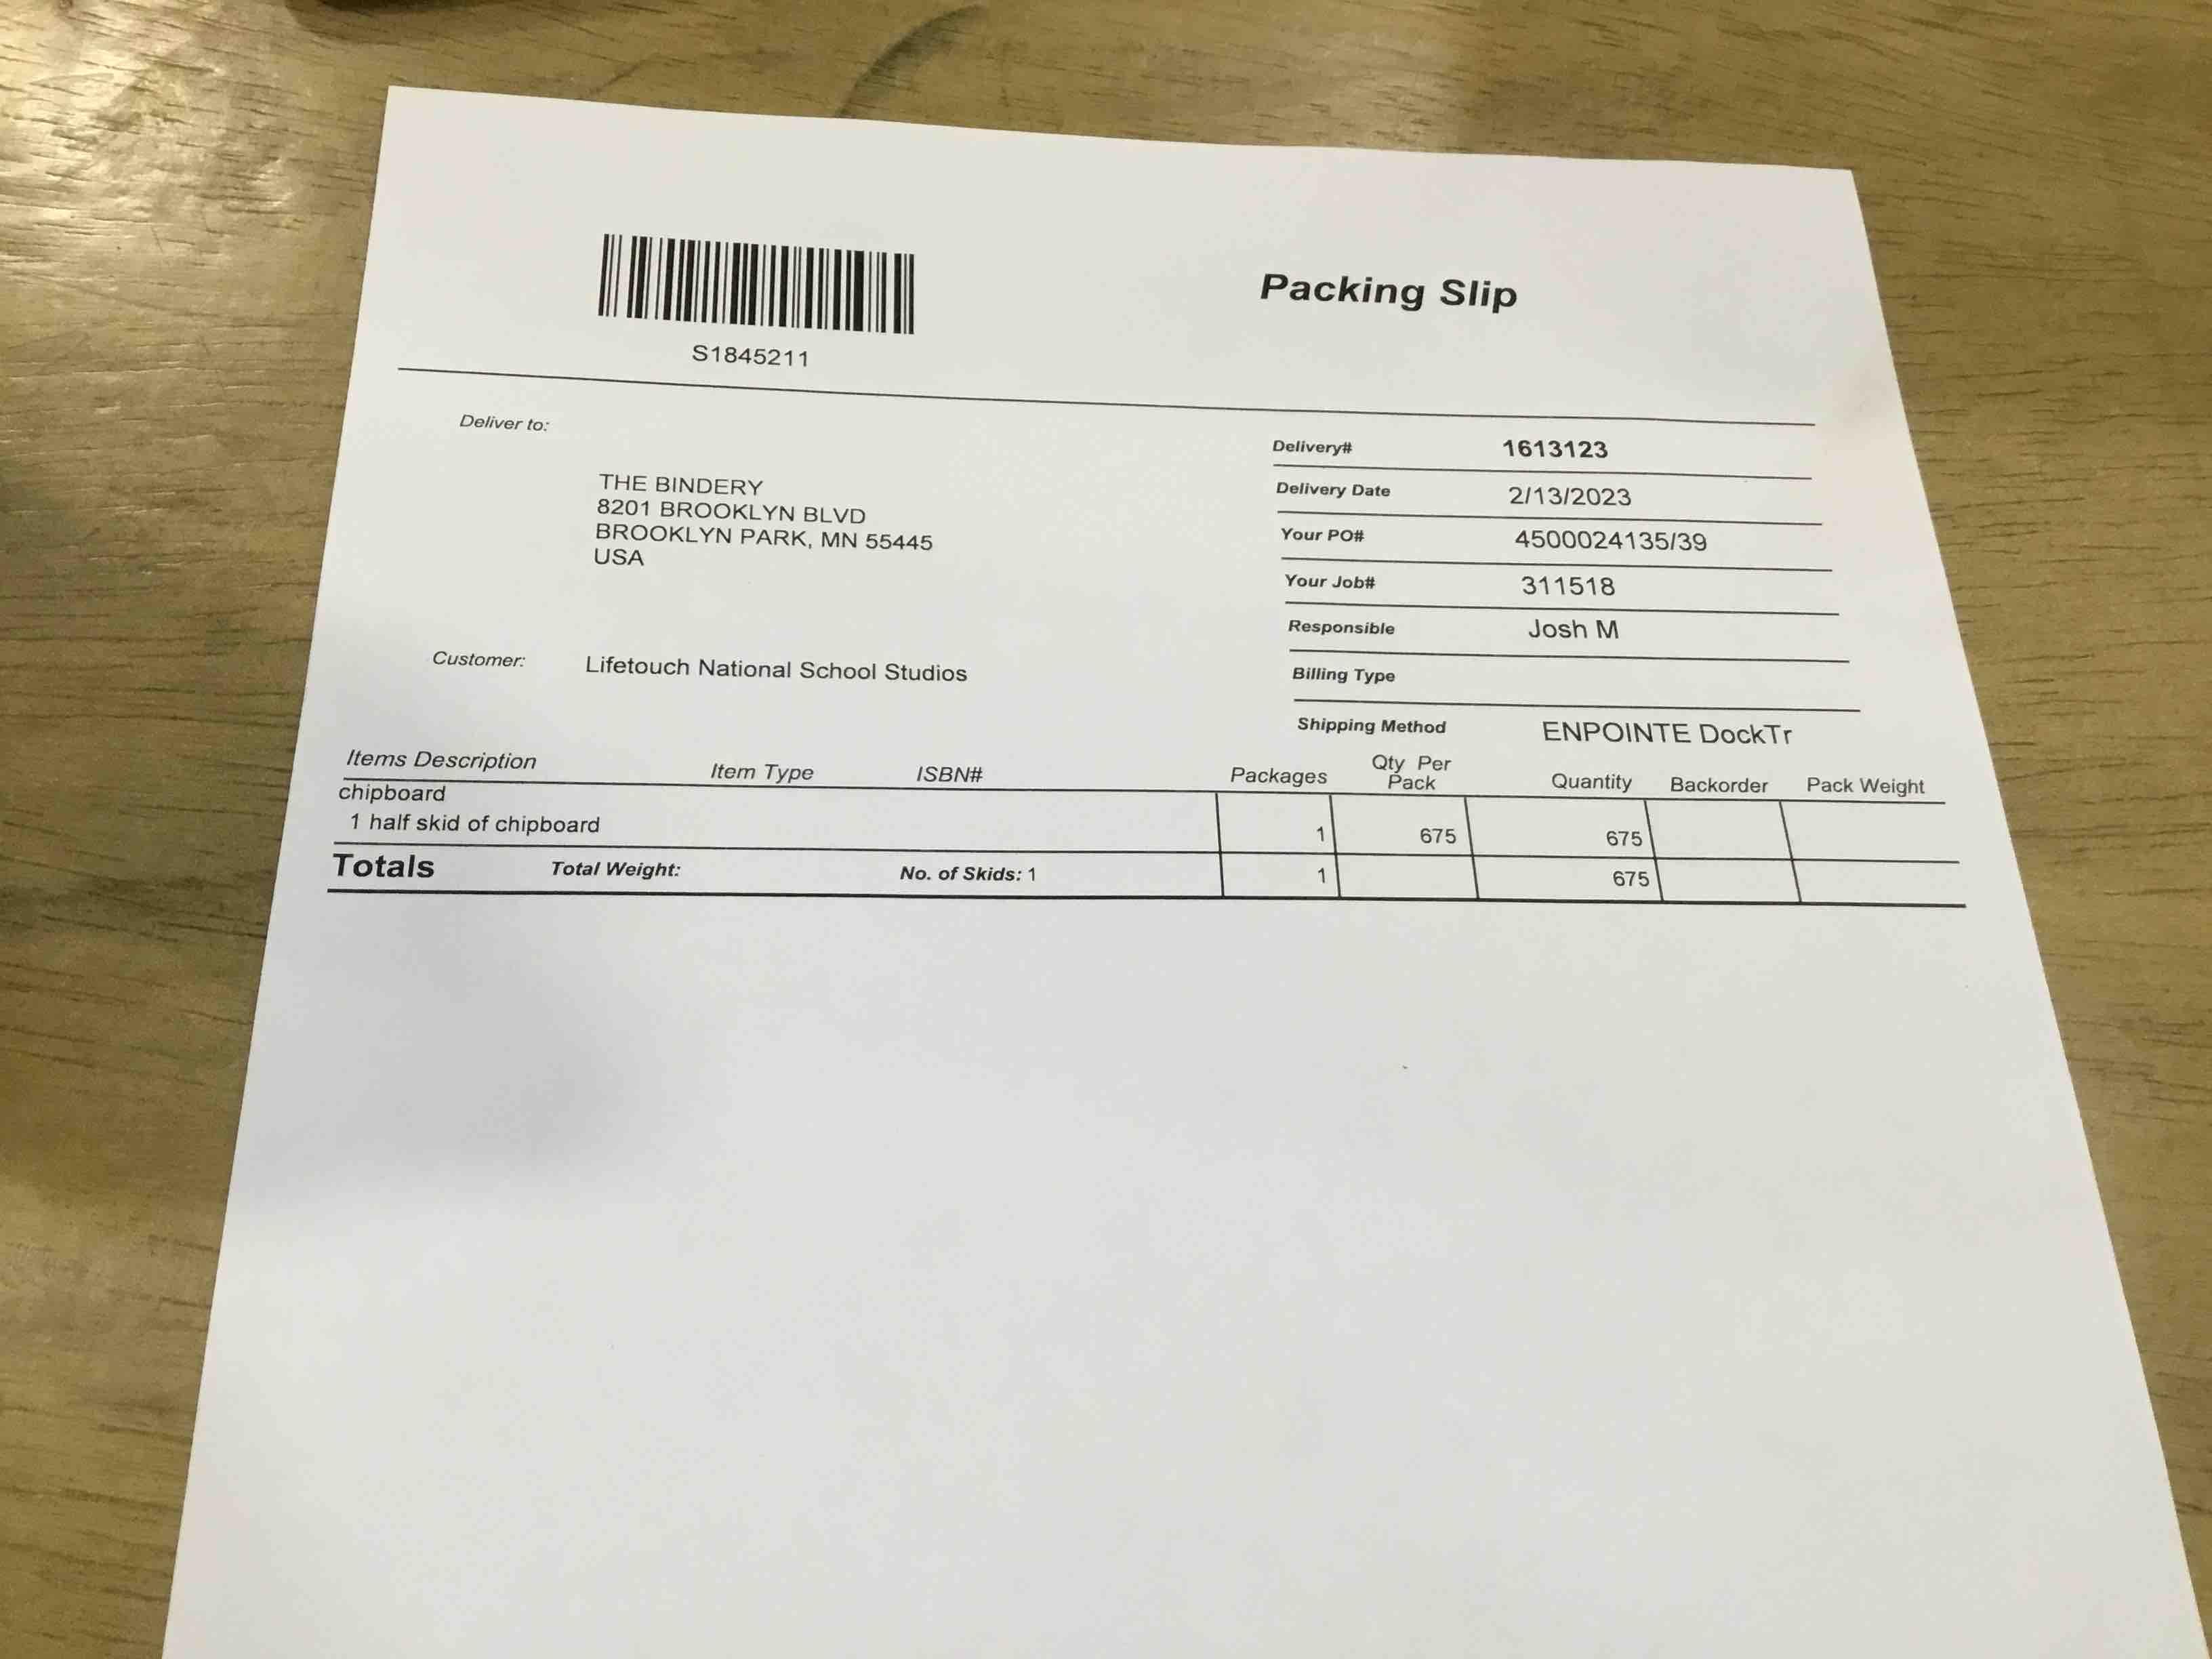 Packing Slip
S1845211
Deliver to:
THE BINDERY
8201 BROOKLYN BLVD
BROOKLYN PARK, MN 55445
USA
Customer: Lifetouch National School Studios
Delivery# 1613123
Delivery Date 2/13/2023
Your PO# 4500024135/39
Your Job# 311518
Responsible Josh M
Billing Type
Shipping Method ENPOINTE DockTr
Items Description Item Type ISBN# Packages Qty Per Pack Quantity Backorder Pack Weight
chipboard
1 half skid of chipboard 1 675 675
Totals Total Weight: No. of Skids: 1 1 675